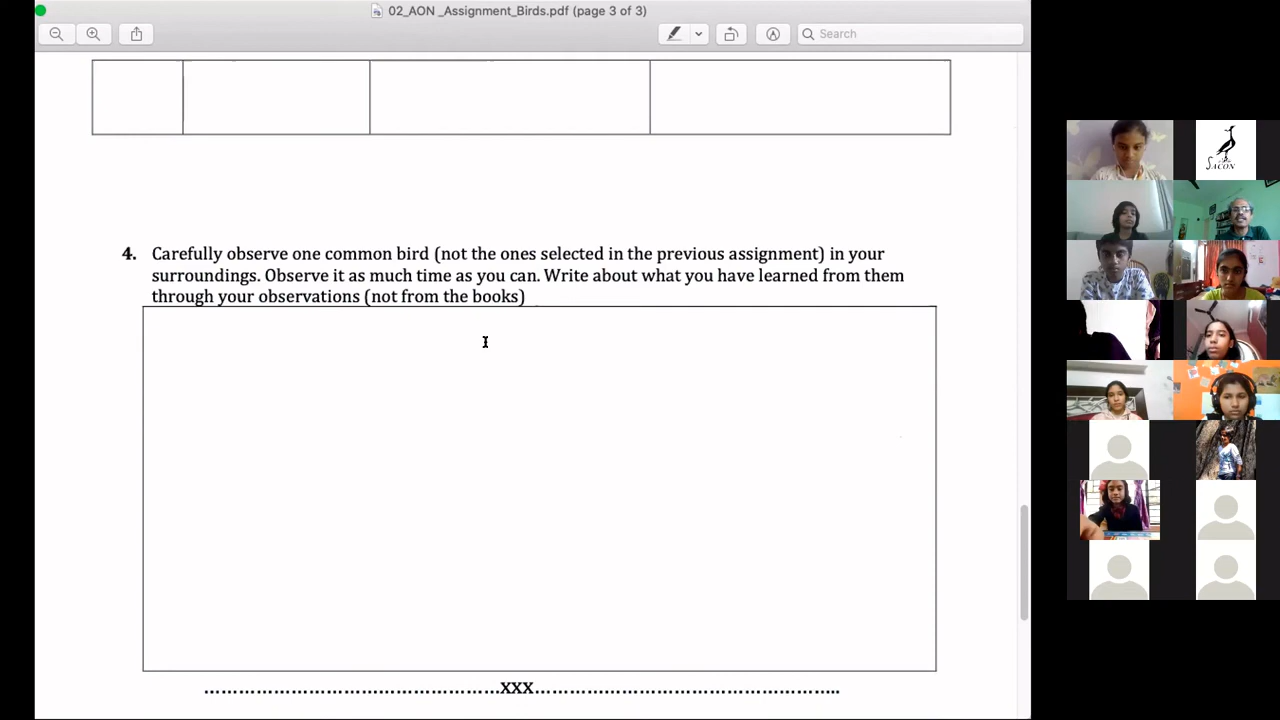 02_AON _Assignment_Birds.pdf (page 3 of 3)
Search
4. Carefully observe one common bird (not the ones selected in the previous assignment) in your
surroundings. Observe it as much time as you can. Write about what you have learned from them
through your observations (not from the books)
………………………………………….XXX…………………………………………..
SACON